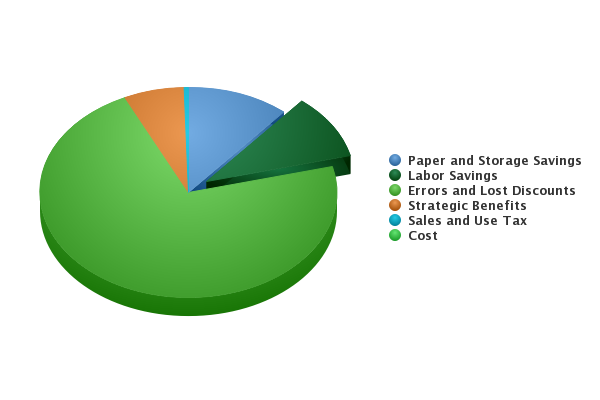 Paper and Storage Savings
Labor Savings
Errors and Lost Discounts
Strategic Benefits
Sales and Use Tax
Cost